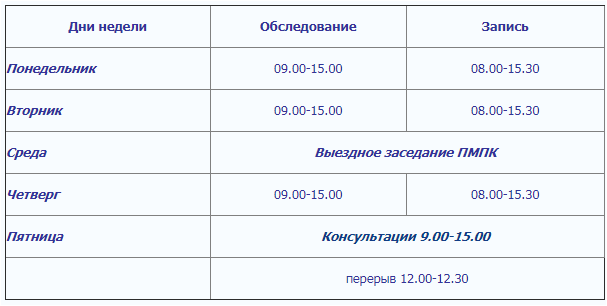 Дни недели Обследование Запись
Понедельник 09.00-15.00 08.00-15.30
Вторник 09.00-15.00 08.00-15.30
Среда Выездное заседание ПМПК
Четверг 09.00-15.00 08.00-15.30
Пятница Консультации 9.00-15.00
перерыв 12.00-12.30